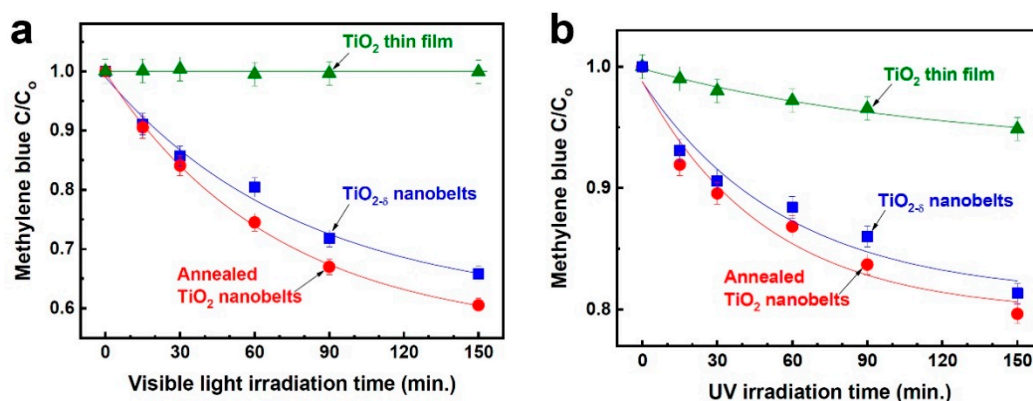 a
TiO₂ thin film
1.0
0.9
0.8
0.7
0.6
TiO₂₋δ nanobelts
Annealed
TiO₂ nanobelts
0
30
60
90
120
150
Methylene blue C/Cₒ
Visible light irradiation time (min.)
b
1.0
0.9
0.8
TiO₂ thin film
TiO₂₋δ nanobelts
Annealed
TiO₂ nanobelts
0
30
60
90
120
150
Methylene blue C/Cₒ
UV irradiation time (min.)